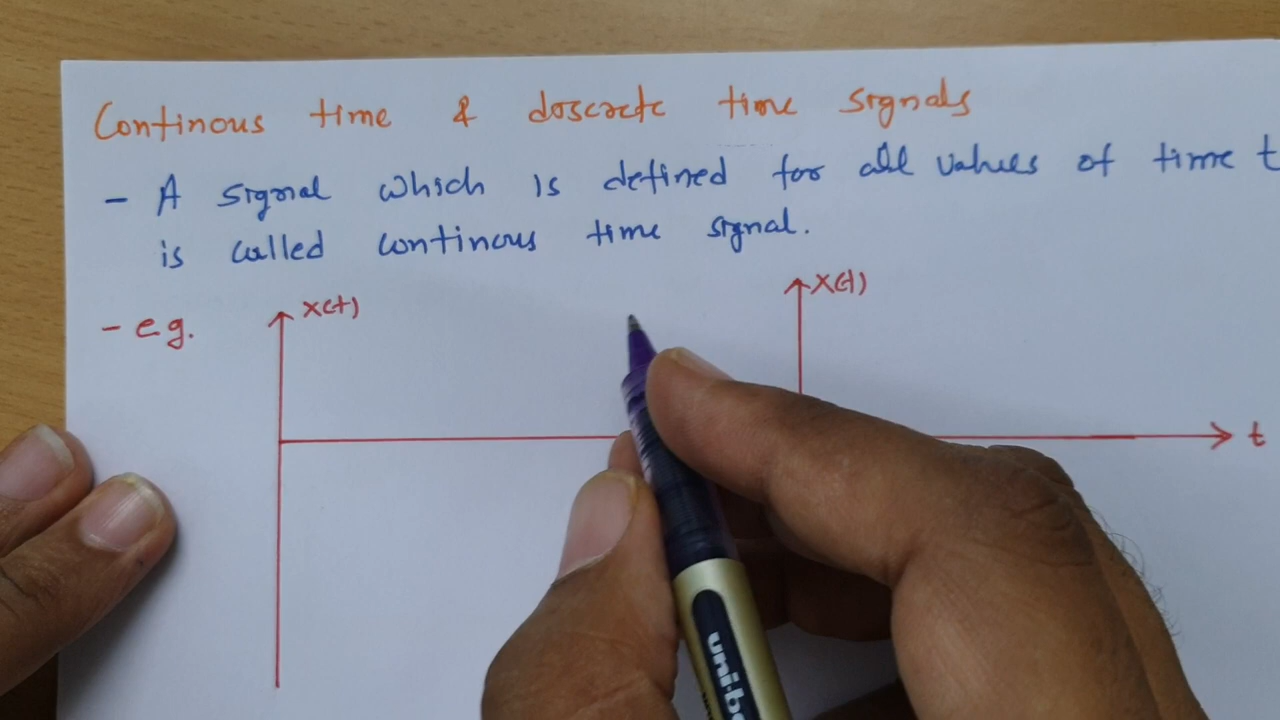 Continous time & discrete time signals
- A signal which is defined for all values of time t
is called continous time signal.
- e.g.
x(t)
x(t)
t
uni-ba